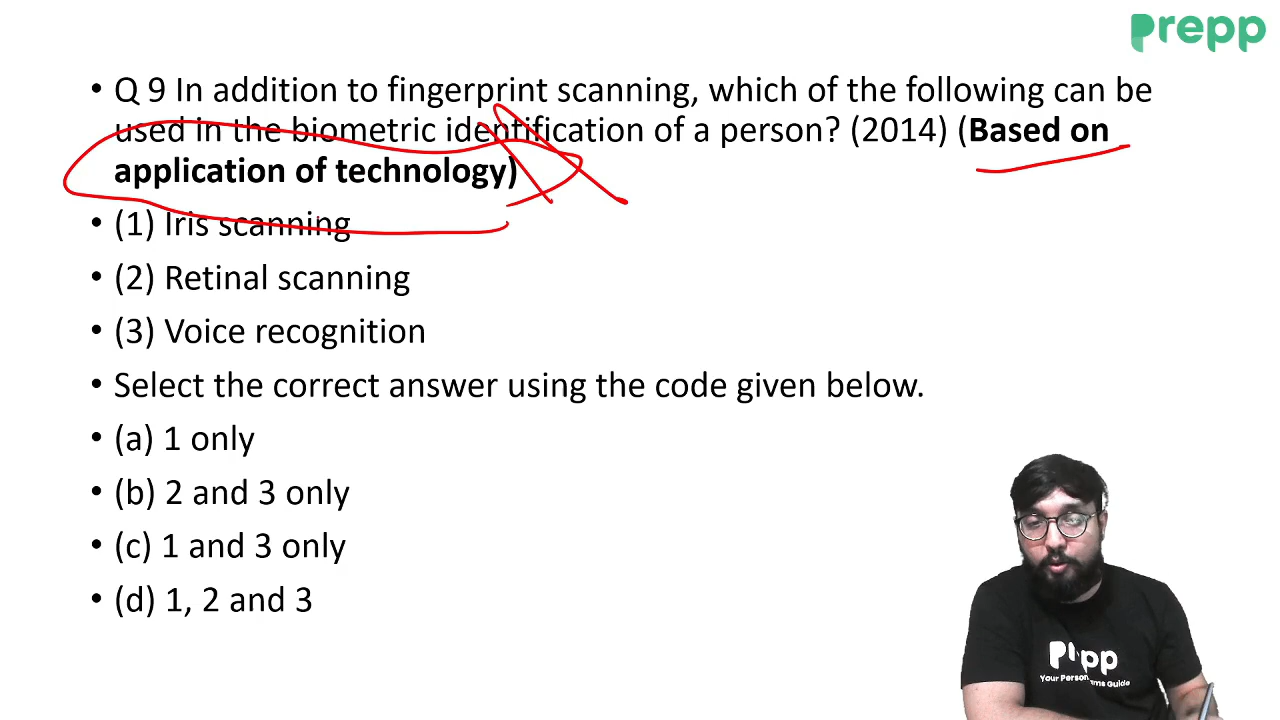 prepp
• Q 9 In addition to fingerprint scanning, which of the following can be
used in the biometric identification of a person? (2014) (Based on
application of technology)
• (1) Iris scanning
• (2) Retinal scanning
• (3) Voice recognition
• Select the correct answer using the code given below.
• (a) 1 only
• (b) 2 and 3 only
• (c) 1 and 3 only
• (d) 1, 2 and 3